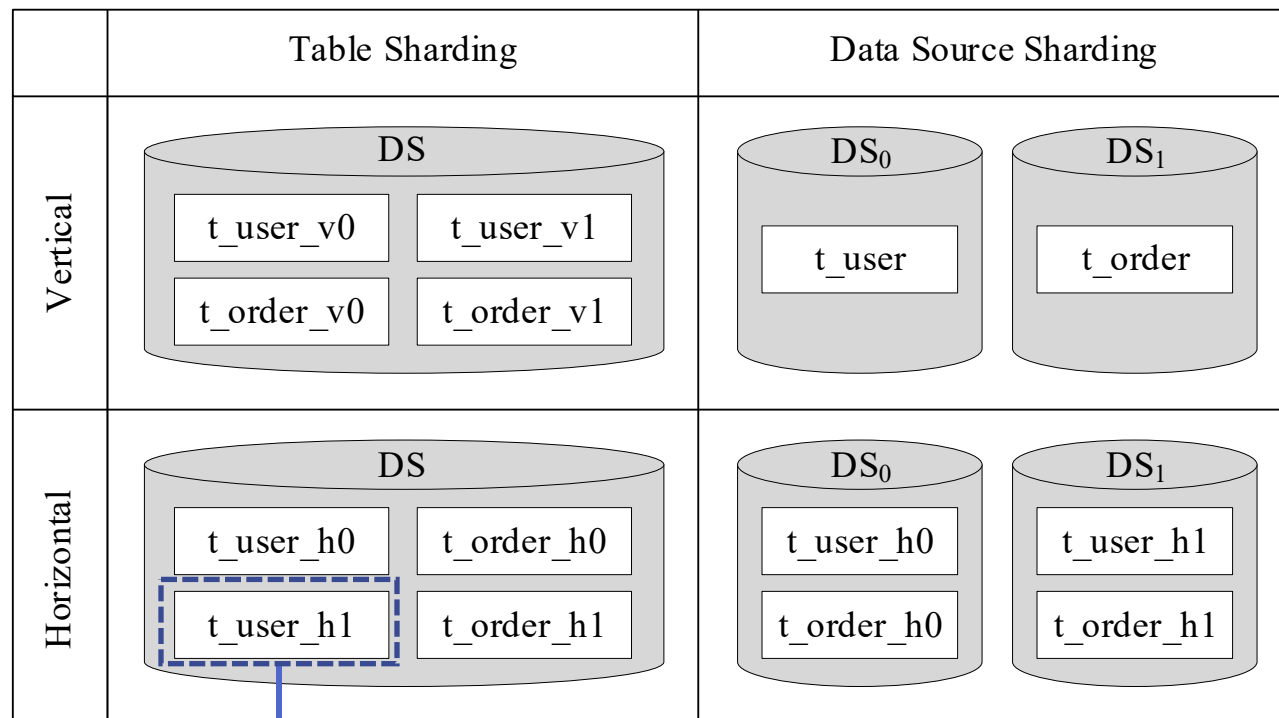 Table Sharding Data Source Sharding
Vertical
DS
t_user_v0 t_user_v1
t_order_v0 t_order_v1
DS₀ DS₁
t_user t_order
Horizontal
DS
t_user_h0 t_order_h0
t_user_h1 t_order_h1
DS₀ DS₁
t_user_h0 t_user_h1
t_order_h0 t_order_h1